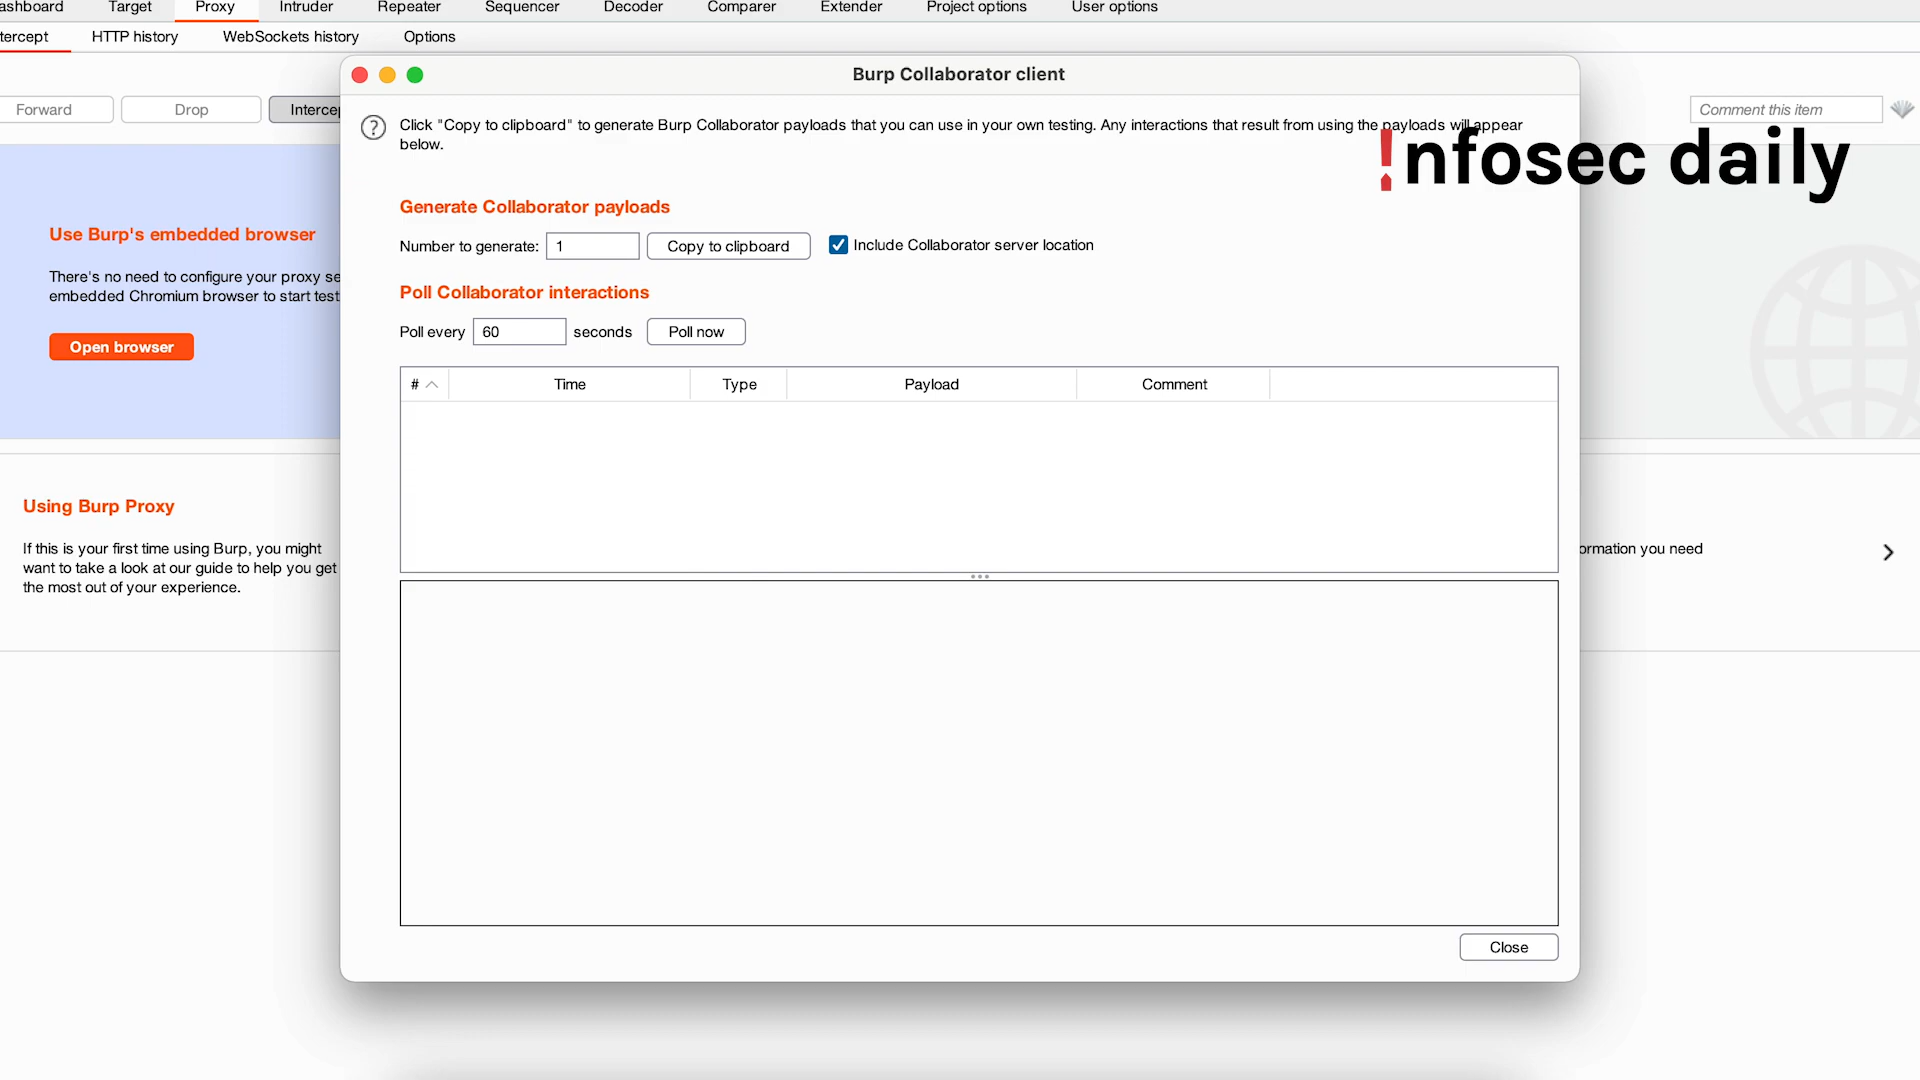 ashboard Target Proxy Intruder Repeater Sequencer Decoder Comparer Extender Project options User options
tercept HTTP history WebSockets history Options
Burp Collaborator client
Forward Drop Intercep Comment this item
? Click "Copy to clipboard" to generate Burp Collaborator payloads that you can use in your own testing. Any interactions that result from using the payloads will appear
below.
!nfosec daily
Generate Collaborator payloads
Number to generate: 1 Copy to clipboard Include Collaborator server location
Use Burp's embedded browser
There's no need to configure your proxy se
embedded Chromium browser to start test
Open browser
Poll Collaborator interactions
Poll every 60 seconds Poll now
# Time Type Payload Comment
Using Burp Proxy
If this is your first time using Burp, you might
want to take a look at our guide to help you get
the most out of your experience.
ormation you need
Close